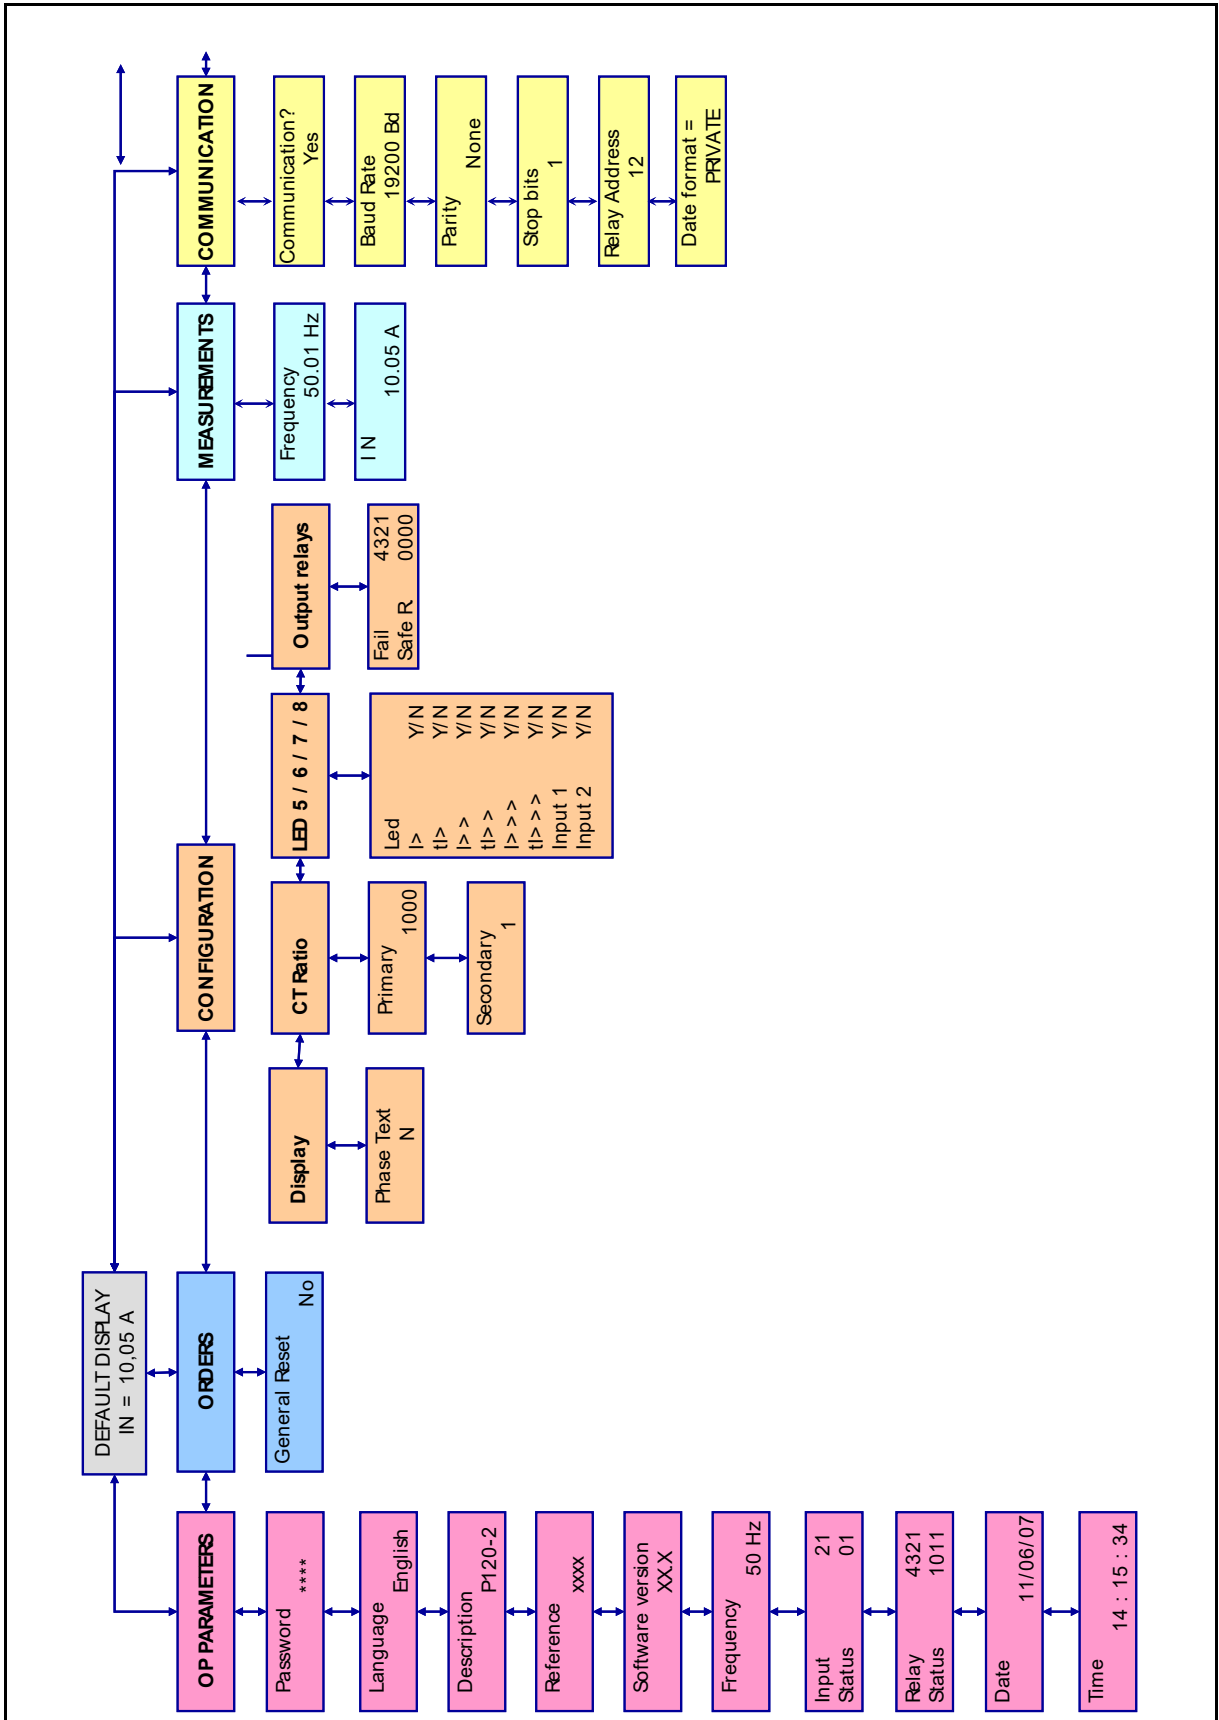 DEFAULT DISPLAY
IN = 10,05 A
OP PARAMETERS
Password
****
Language
English
Description
P120-2
Reference
xxxx
Software version
XX.X
Frequency
50 Hz
Input 21
Status 01
Relay 4321
Status 1011
Date
11/06/07
Time
14 : 15 : 34
ORDERS
General Reset
No
CONFIGURATION
Display
Phase Text
N
CT Ratio
Primary
1000
Secondary
1
LED 5 / 6 / 7 / 8
Led
I> Y/N
tI> Y/N
I> > Y/N
tI> > Y/N
I> > > Y/N
tI> > > Y/N
Input 1 Y/N
Input 2 Y/N
Output relays
Fail 4321
Safe R. 0000
MEASUREMENTS
Frequency
50.01 Hz
I N
10.05 A
COMMUNICATION
Communication?
Yes
Baud Rate
19200 Bd
Parity
None
Stop bits
1
Relay Address
12
Date format =
PRIVATE